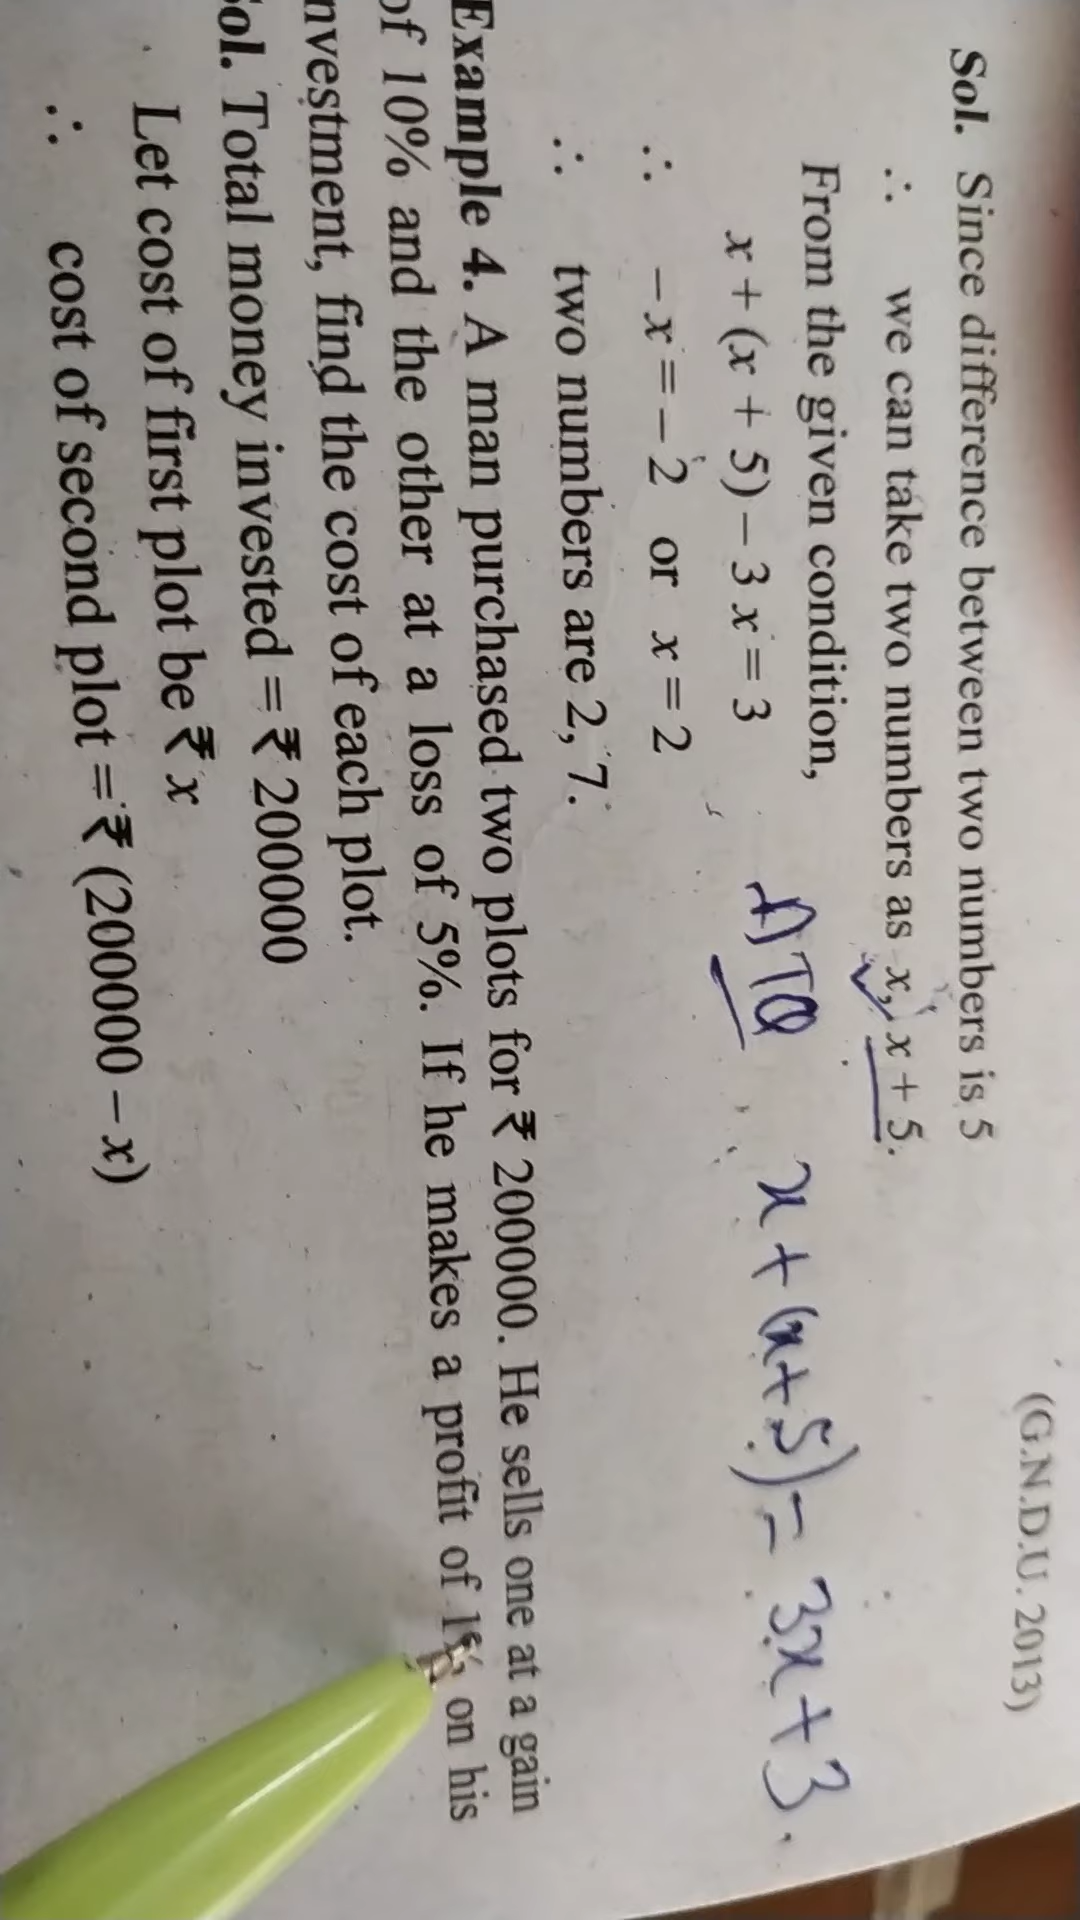 (G.N.D.U. 2013)
Sol. Since difference between two numbers is 5
∴ we can take two numbers as x, x + 5.
From the given condition,
x + (x + 5) – 3 x = 3
ATQ x + (x+5) = 3x + 3.
∴ – x = – 2 or x = 2
∴ two numbers are 2, 7.
Example 4. A man purchased two plots for ₹ 200000. He sells one at a gain
of 10% and the other at a loss of 5%. If he makes a profit of 1% on his
nvestment, find the cost of each plot.
ol. Total money invested = ₹ 200000
Let cost of first plot be ₹ x
∴ cost of second plot = ₹ (200000 – x)